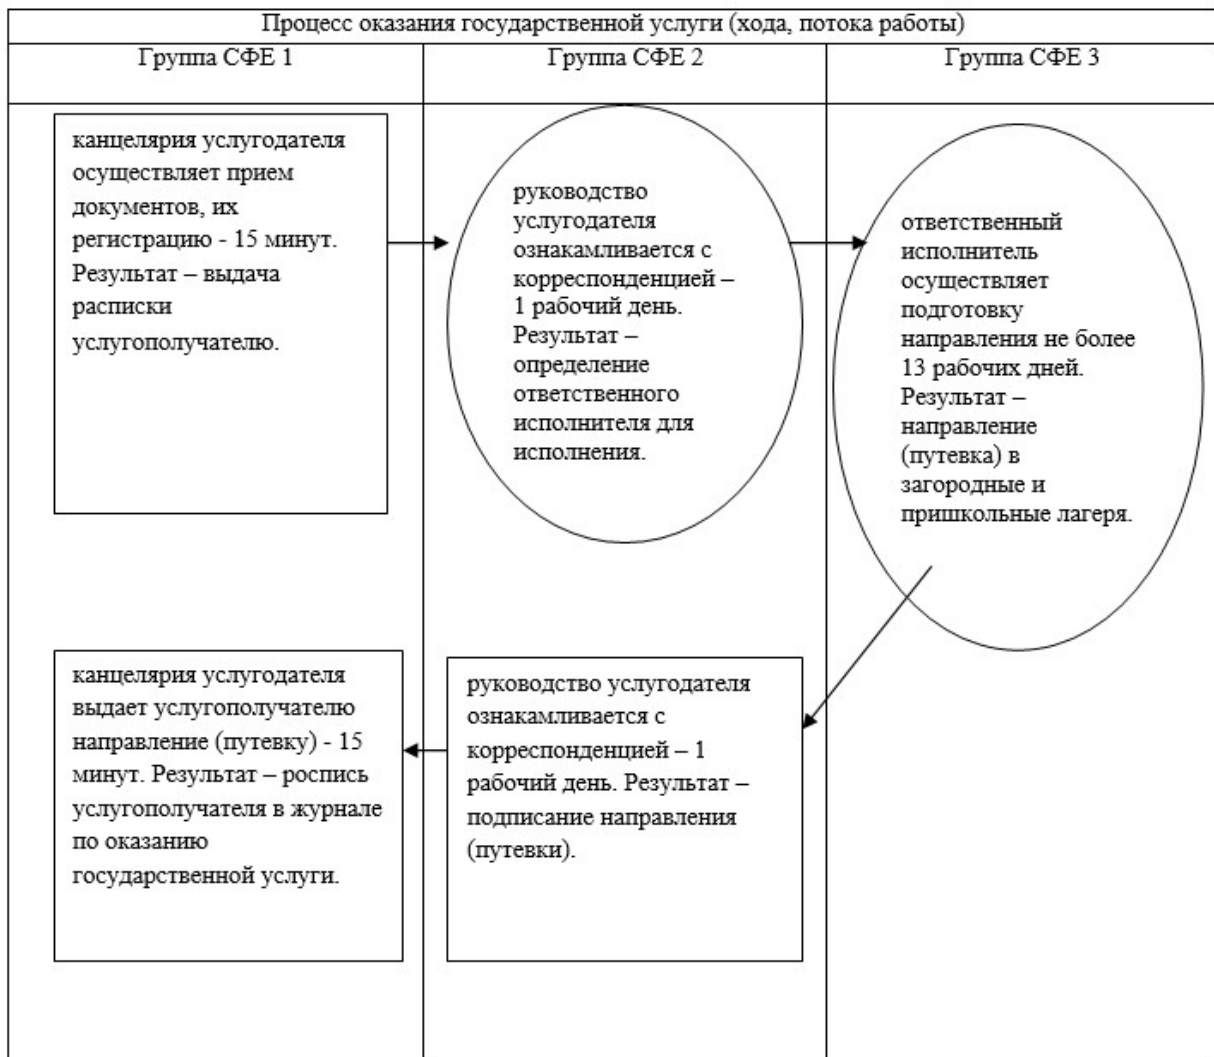 Процесс оказания государственной услуги (хода, потока работы)
Группа СФЕ 1
Группа СФЕ 2
Группа СФЕ 3
канцелярия услугодателя
осуществляет прием
документов, их
регистрацию - 15 минут.
Результат – выдача
расписки
услугополучателю.
руководство
услугодателя
ознакамливается с
корреспонденцией –
1 рабочий день.
Результат –
определение
ответственного
исполнителя для
исполнения.
ответственный
исполнитель
осуществляет
подготовку
направления не более
13 рабочих дней.
Результат –
направление
(путевка) в
загородные и
пришкольные лагеря.
канцелярия услугодателя
выдает услугополучателю
направление (путевку) - 15
минут. Результат – роспись
услугополучателя в журнале
по оказанию
государственной услуги.
руководство услугодателя
ознакамливается с
корреспонденцией – 1
рабочий день. Результат –
подписание направления
(путевки).